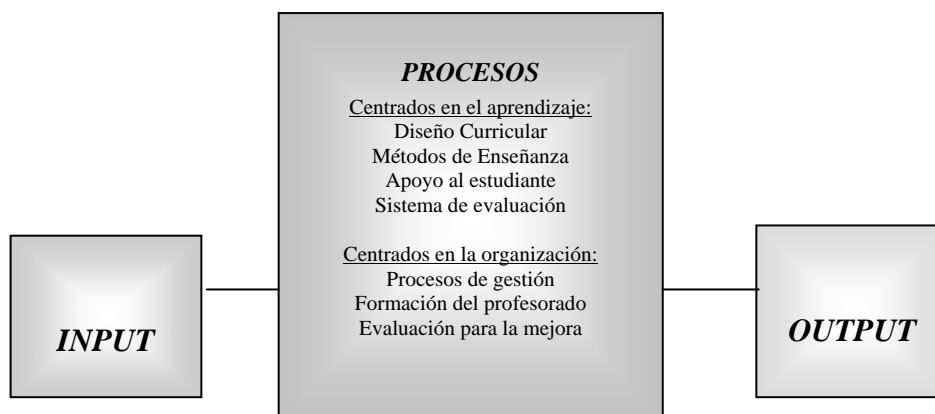 PROCESOS
Centrados en el aprendizaje:
Diseño Curricular
Métodos de Enseñanza
Apoyo al estudiante
Sistema de evaluación
Centrados en la organización:
Procesos de gestión
Formación del profesorado
Evaluación para la mejora
INPUT
OUTPUT